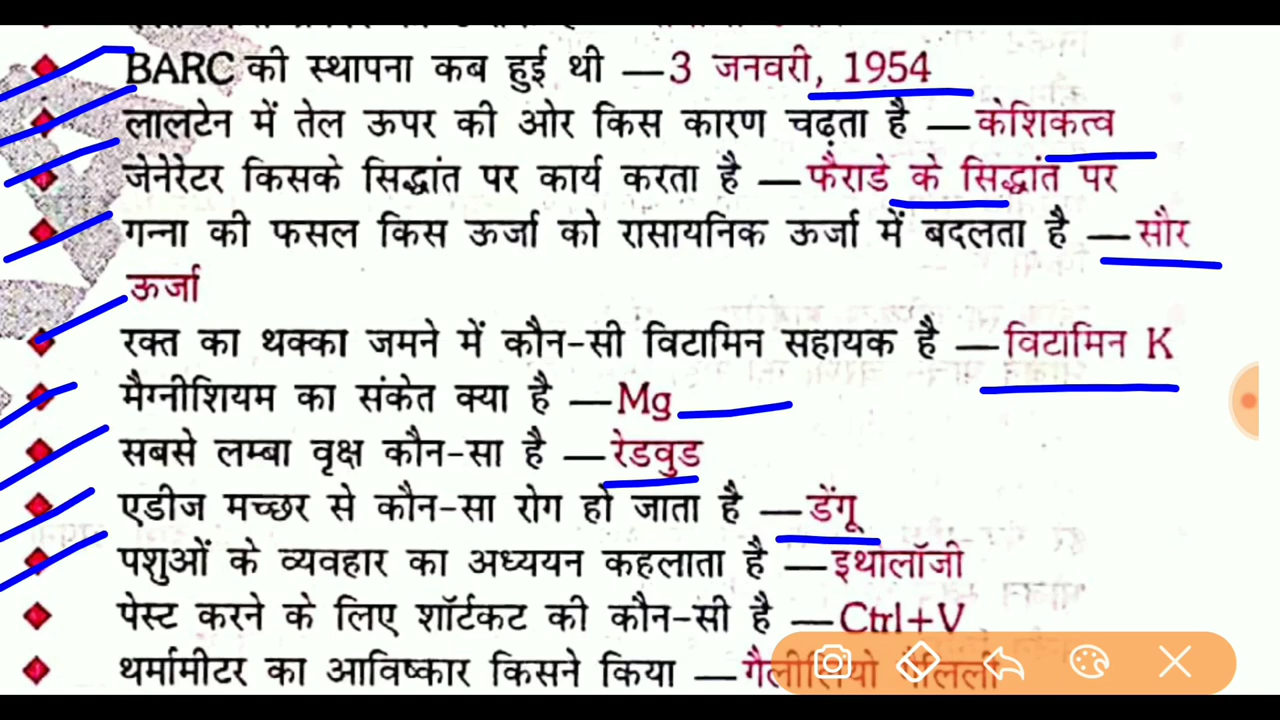 BARC की स्थापना कब हुई थी —3 जनवरी, 1954
लालटेन में तेल ऊपर की ओर किस कारण चढ़ता है —केशिकत्व
जेनेरेटर किसके सिद्धांत पर कार्य करता है —फैराडे के सिद्धांत पर
गन्ना की फसल किस ऊर्जा को रासायनिक ऊर्जा में बदलता है —सौर
ऊर्जा
रक्त का थक्का जमने में कौन-सी विटामिन सहायक है —विटामिन K
मैग्नीशियम का संकेत क्या है —Mg
सबसे लम्बा वृक्ष कौन-सा है —रेडवुड
एडीज मच्छर से कौन-सा रोग हो जाता है —डेंगू
पशुओं के व्यवहार का अध्ययन कहलाता है —इथोलॉजी
पेस्ट करने के लिए शॉर्टकट की कौन-सी है —Ctrl+V
थर्मामीटर का आविष्कार किसने किया —